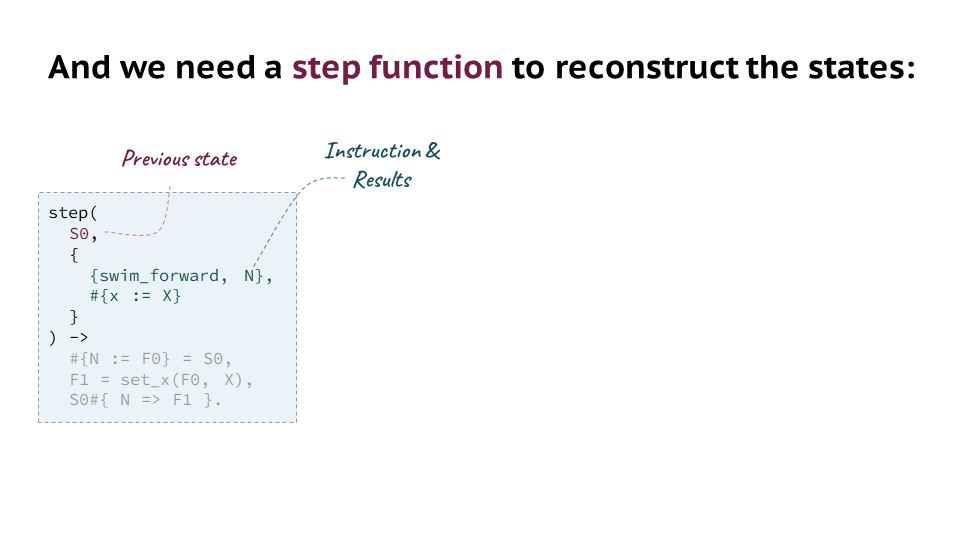 And we need a step function to reconstruct the states:
Previous state
Instruction &
Results
step(
S0,
{
{swim_forward, N},
#{x := X}
}
) ->
#{N := F0} = S0,
F1 = set_x(F0, X),
S0#{ N => F1 }.